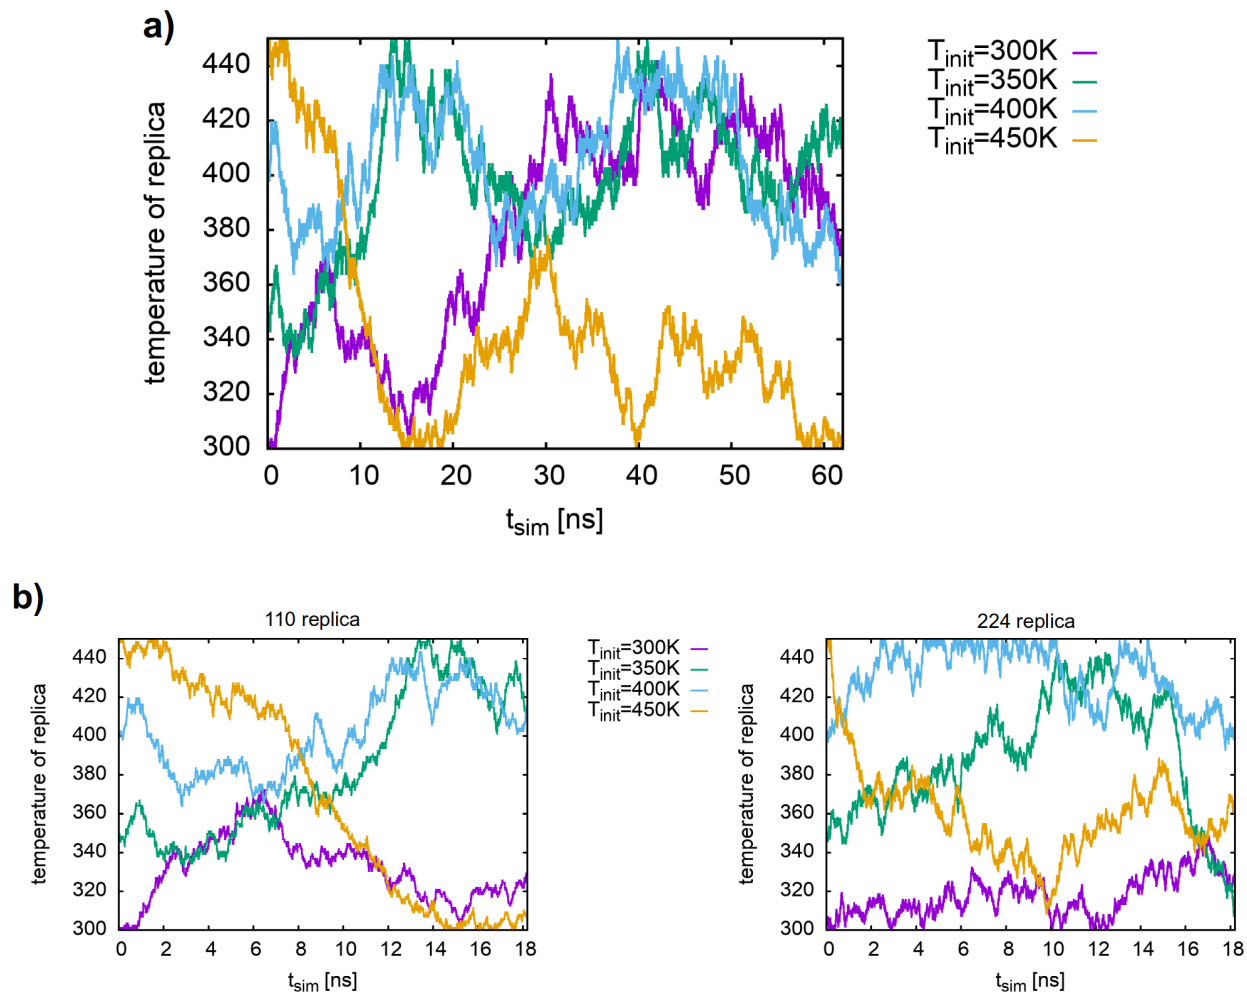 a)
temperature of replica
440
420
400
380
360
340
320
300
0 10 20 30 40 50 60
t_sim [ns]
T_init=300K
T_init=350K
T_init=400K
T_init=450K
b)
110 replica
temperature of replica
440
420
400
380
360
340
320
300
0 2 4 6 8 10 12 14 16 18
t_sim [ns]
T_init=300K
T_init=350K
T_init=400K
T_init=450K
224 replica
temperature of replica
440
420
400
380
360
340
320
300
0 2 4 6 8 10 12 14 16 18
t_sim [ns]